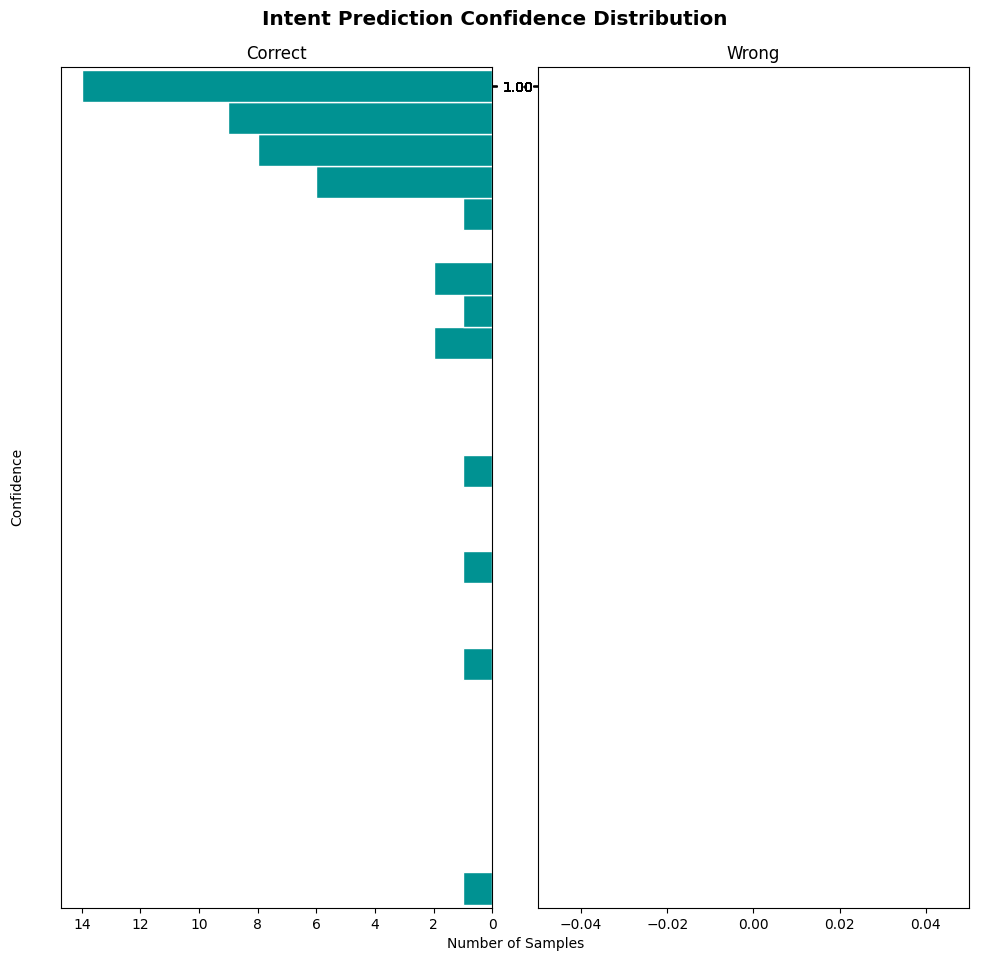 Intent Prediction Confidence Distribution
Correct
Wrong
1.00
Confidence
14 12 10 8 6 4 2 0
−0.04 −0.02 0.00 0.02 0.04
Number of Samples